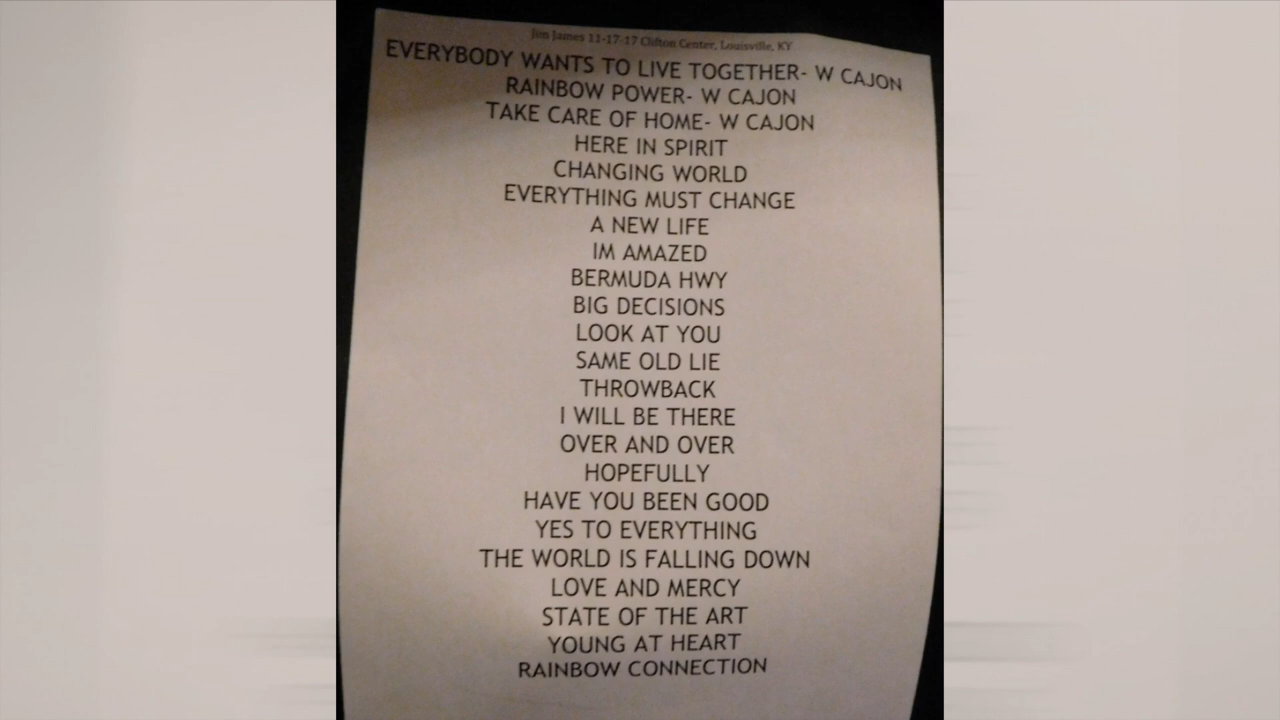 Jim James 11-17-17 Clifton Center, Louisville, KY
EVERYBODY WANTS TO LIVE TOGETHER- W CAJON
RAINBOW POWER- W CAJON
TAKE CARE OF HOME- W CAJON
HERE IN SPIRIT
CHANGING WORLD
EVERYTHING MUST CHANGE
A NEW LIFE
IM AMAZED
BERMUDA HWY
BIG DECISIONS
LOOK AT YOU
SAME OLD LIE
THROWBACK
I WILL BE THERE
OVER AND OVER
HOPEFULLY
HAVE YOU BEEN GOOD
YES TO EVERYTHING
THE WORLD IS FALLING DOWN
LOVE AND MERCY
STATE OF THE ART
YOUNG AT HEART
RAINBOW CONNECTION